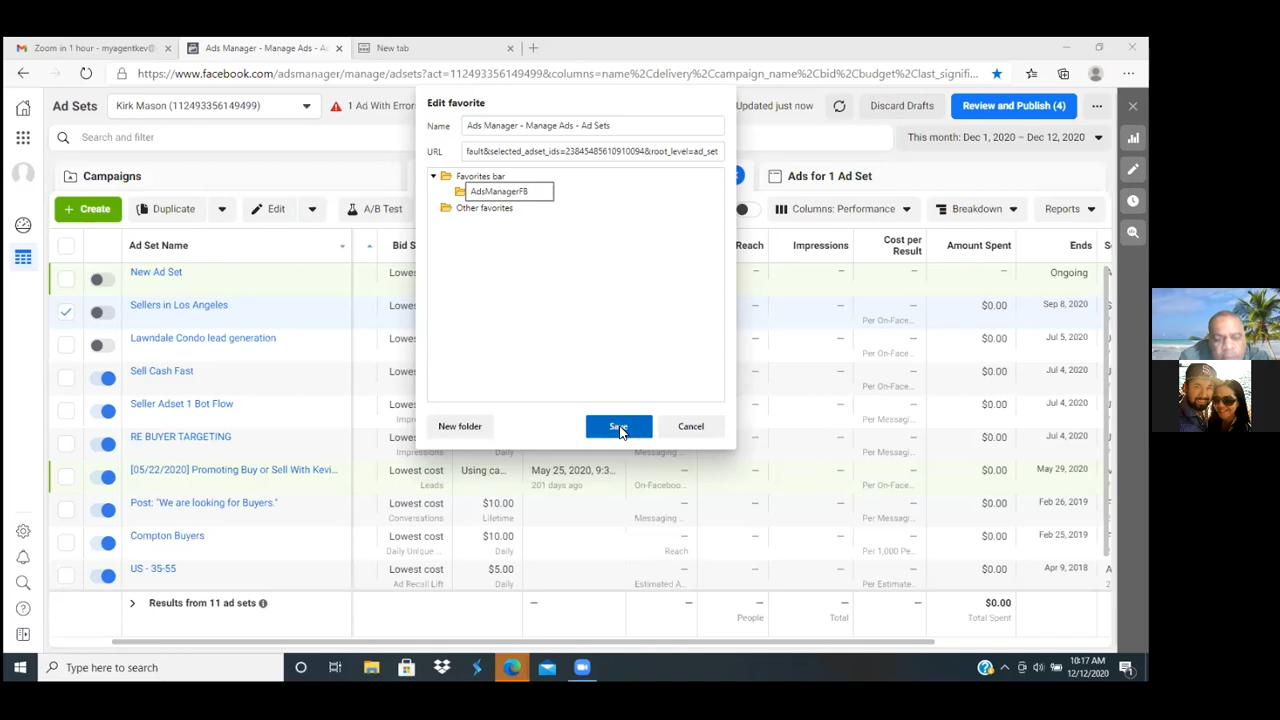 Zoom in 1 hour - myagentkev@
Ads Manager - Manage Ads - Ad
New tab
https://www.facebook.com/adsmanager/manage/adsets?act=112493356149499&columns=name%2Cdelivery%2Ccampaign_name%2Cbid%2Cbudget%2Clast_signifi...
Ad Sets
Kirk Mason (112493356149499)
1 Ad With Errors
Updated just now
Discard Drafts
Review and Publish (4)
Search and filter
This month: Dec 1, 2020 – Dec 12, 2020
Edit favorite
Name Ads Manager - Manage Ads - Ad Sets
URL fault&selected_adset_ids=23845485610910094&root_level=ad_set
Favorites bar
AdsManagerFB
Other favorites
New folder
Save
Cancel
Campaigns
Ads for 1 Ad Set
Create
Duplicate
Edit
A/B Test
Columns: Performance
Breakdown
Reports
Ad Set Name
Bid S
Reach
Impressions
Cost per Result
Amount Spent
Ends
New Ad Set Lowes — — — — Ongoing
Sellers in Los Angeles Lowes — — — $0.00 Sep 8, 2020
Per On-Face...
Lawndale Condo lead generation Lowes — — — $0.00 Jul 5, 2020
Per On-Face...
Sell Cash Fast Lowes — — — $0.00 Jul 4, 2020
Per On-Face...
Seller Adset 1 Bot Flow Lowes — — — $0.00 Jul 4, 2020
Per Messagi...
RE BUYER TARGETING Lowes — — — $0.00 Jul 4, 2020
Impressions Daily Messaging ... Per Messagi...
[05/22/2020] Promoting Buy or Sell With Kevi... Lowest cost Using ca... May 25, 2020, 9:3... — — — — $0.00 May 29, 2020
Leads 201 days ago On-Faceboo... Per On-Face...
Post: "We are looking for Buyers." Lowest cost $10.00 — — — — $0.00 Feb 26, 2019
Conversations Lifetime Messaging ... Per Messagi...
Compton Buyers Lowest cost $10.00 — — — — $0.00 Feb 25, 2019
Daily Unique ... Daily Reach Per 1,000 Pe...
US - 35-55 Lowest cost $5.00 — — — — $0.00 Apr 9, 2018
Ad Recall Lift Daily Estimated A... Per Estimate...
Results from 11 ad sets — — — — — $0.00
People Total Total Spent
Type here to search
10:17 AM
12/12/2020